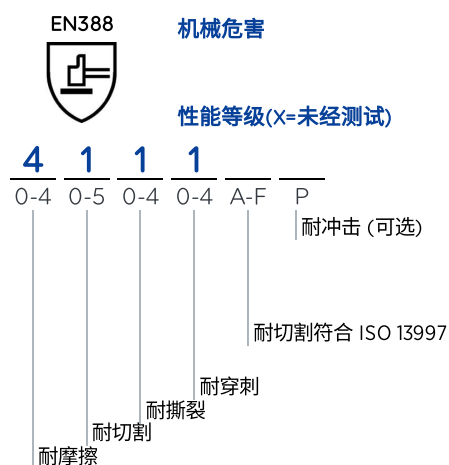 EN388
机械危害
性能等级(X=未经测试)
4 1 1 1
0-4 0-5 0-4 0-4 A-F P
耐冲击 (可选)
耐切割符合 ISO 13997
耐穿刺
耐撕裂
耐切割
耐摩擦